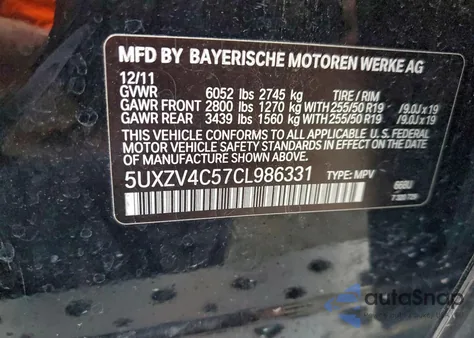 MFD BY BAYERISCHE MOTOREN WERKE AG
12/11
GVWR 6052 lbs 2745 kg TIRE / RIM
GAWR FRONT 2800 lbs 1270 kg WITH 255/50 R19 /9.0J x 19
GAWR REAR 3439 lbs 1560 kg WITH 255/50 R19 /9.0J x 19
THIS VEHICLE CONFORMS TO ALL APPLICABLE U.S. FEDERAL
MOTOR VEHICLE SAFETY STANDARDS IN EFFECT ON THE DATE
OF MANUFACTURE SHOWN ABOVE.
5UXZV4C57CL986331 TYPE: MPV
autoSnap